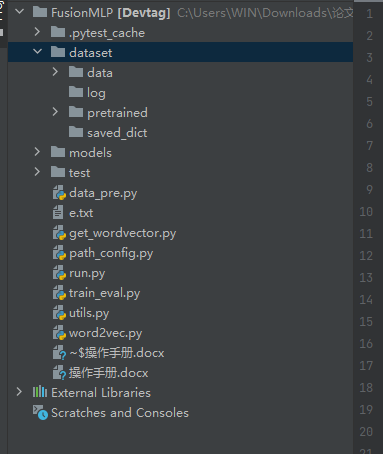 FusionMLP [Devtag] C:\Users\WIN\Downloads\论文
.pytest_cache
dataset
data
log
pretrained
saved_dict
models
test
data_pre.py
e.txt
get_wordvector.py
path_config.py
run.py
train_eval.py
utils.py
word2vec.py
~$操作手册.docx
操作手册.docx
External Libraries
Scratches and Consoles
1
2
3
4
5
6
7
8
9
10
11
12
13
14
15
16
17
18
19
20